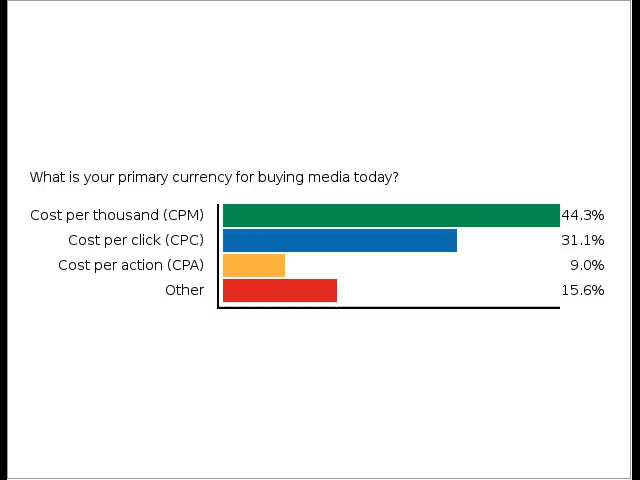 What is your primary currency for buying media today?
Cost per thousand (CPM) 44.3%
Cost per click (CPC) 31.1%
Cost per action (CPA) 9.0%
Other 15.6%